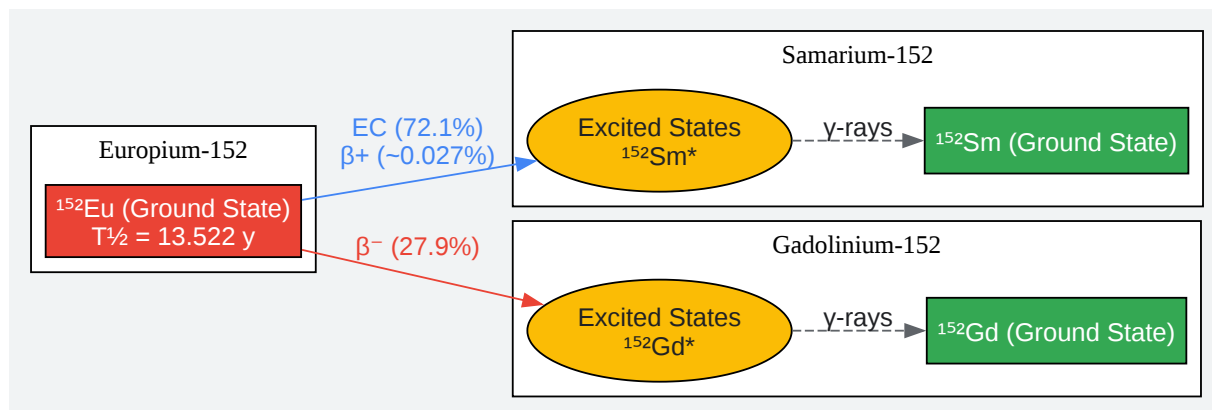 Europium-152
¹⁵²Eu (Ground State)
T½ = 13.522 y
EC (72.1%)
β+ (~0.027%)
β⁻ (27.9%)
Samarium-152
Excited States
¹⁵²Sm*
γ-rays
¹⁵²Sm (Ground State)
Gadolinium-152
Excited States
¹⁵²Gd*
γ-rays
¹⁵²Gd (Ground State)